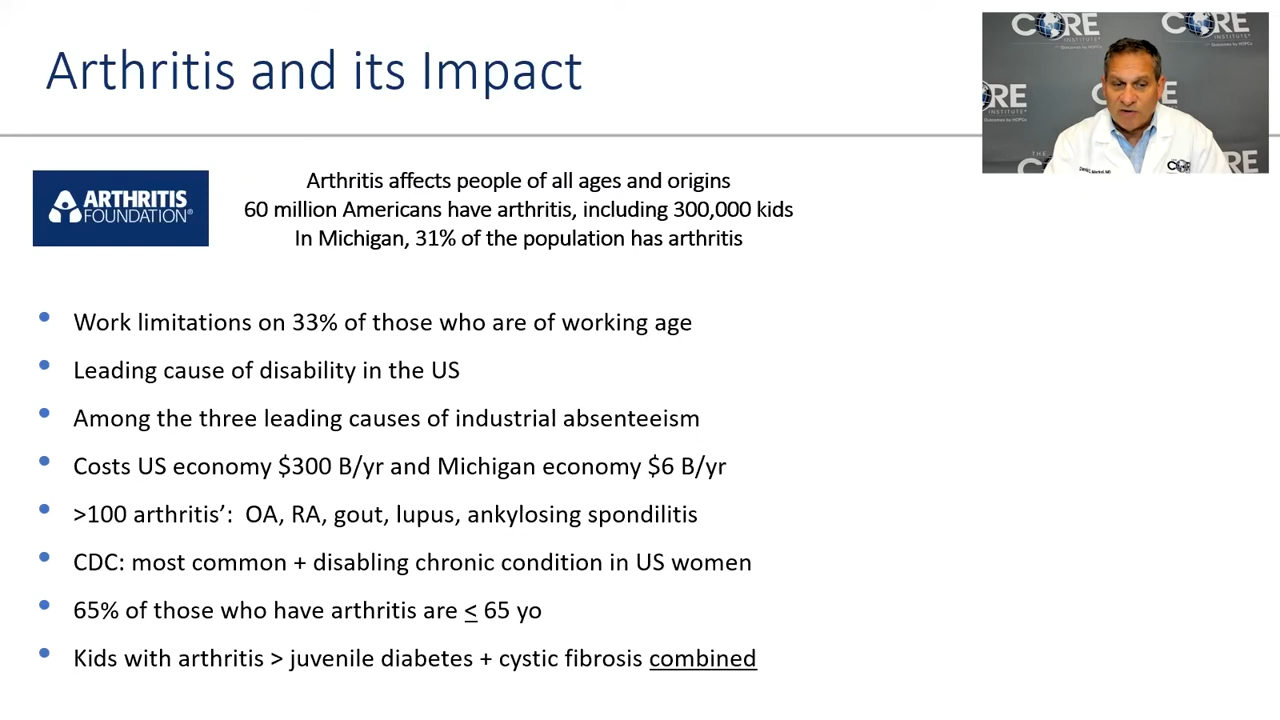 Arthritis and its Impact
CORE
INSTITUTE
CORE
INSTITUTE
ARTHRITIS
FOUNDATION®
Arthritis affects people of all ages and origins
60 million Americans have arthritis, including 300,000 kids
In Michigan, 31% of the population has arthritis
• Work limitations on 33% of those who are of working age
• Leading cause of disability in the US
• Among the three leading causes of industrial absenteeism
• Costs US economy $300 B/yr and Michigan economy $6 B/yr
• >100 arthritis’:  OA, RA, gout, lupus, ankylosing spondilitis
• CDC: most common + disabling chronic condition in US women
• 65% of those who have arthritis are ≤ 65 yo
• Kids with arthritis > juvenile diabetes + cystic fibrosis combined